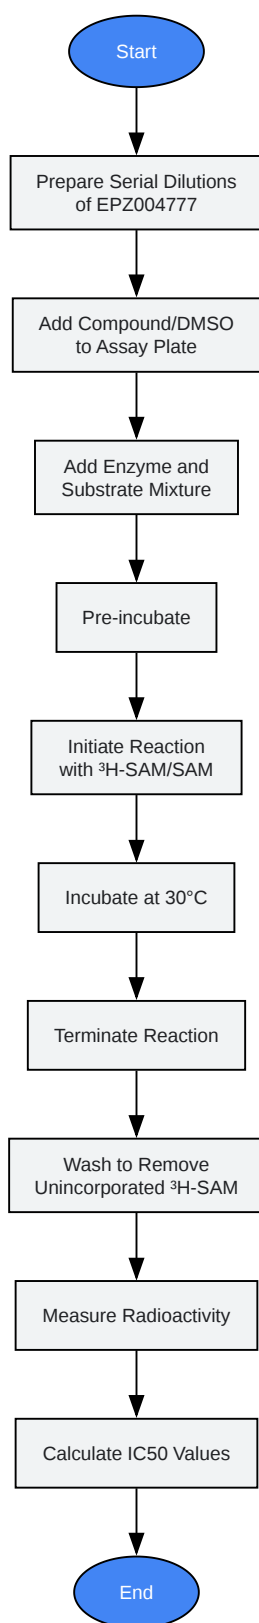 Start
Prepare Serial Dilutions
of EPZ004777
Add Compound/DMSO
to Assay Plate
Add Enzyme and
Substrate Mixture
Pre-incubate
Initiate Reaction
with ³H-SAM/SAM
Incubate at 30°C
Terminate Reaction
Wash to Remove
Unincorporated ³H-SAM
Measure Radioactivity
Calculate IC50 Values
End